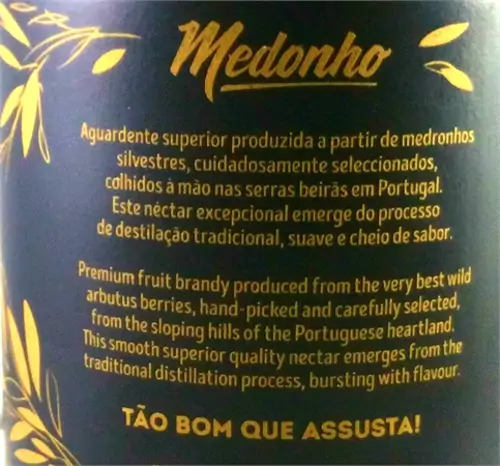 Medonho
Aguardente superior produzida a partir de medronhos
silvestres, cuidadosamente seleccionados,
colhidos à mão nas serras beirãs em Portugal.
Este néctar excepcional emerge do processo
de destilação tradicional, suave e cheio de sabor.
Premium fruit brandy produced from the very best wild
arbutus berries, hand-picked and carefully selected,
from the sloping hills of the Portuguese heartland.
This smooth superior quality nectar emerges from the
traditional distillation process, bursting with flavour.
TÃO BOM QUE ASSUSTA!